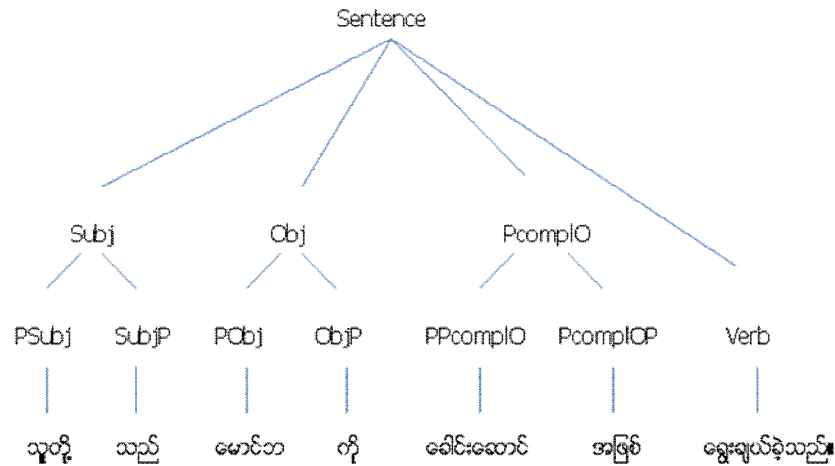 Sentence
Subj Obj PcomplO
PSubj SubjP PObj ObjP PPcomplO PcomplOP Verb
သူတို့ သည် မောင်ဘ ကို ခေါင်းဆောင် အဖြစ် ရွေးချယ်ခဲ့သည်။